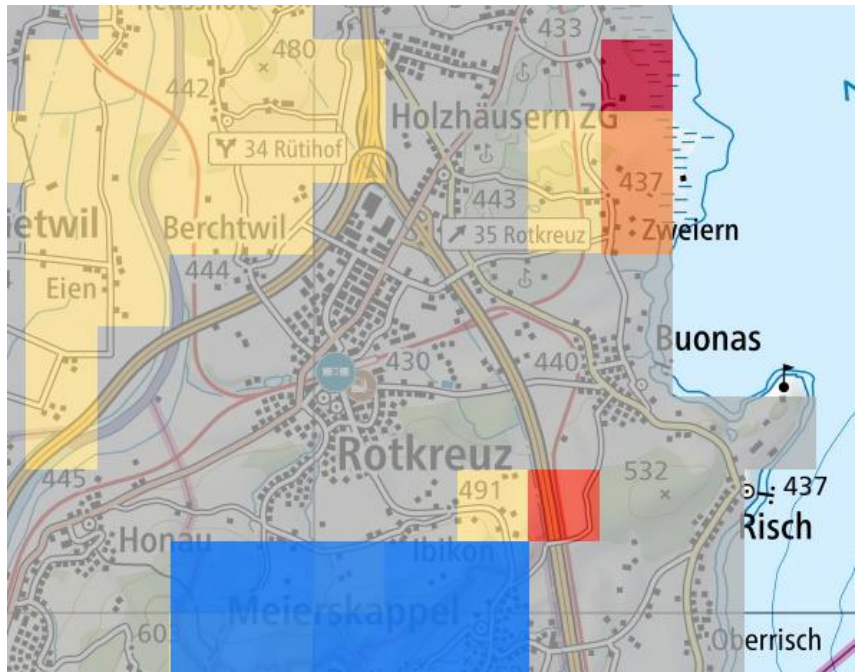 433
480
442
Holzhäusern ZG
34 Rütihof
437
443
ietwil
Berchtwil
35 Rotkreuz
Zweiern
444
Eien
Buonas
430
440
Rotkreuz
445
491
532
437
Risch
Honau
Ibikon
Meierskappel
603
Oberrisch